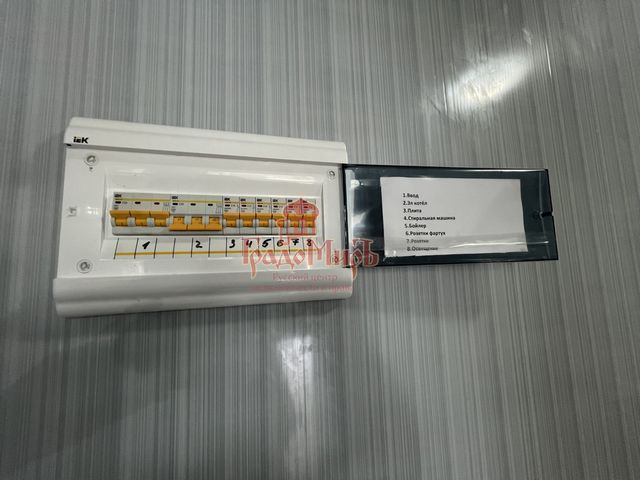 iEK
1 2 3 4 5 6 7 8
1.Ввод
2.Эл котёл
3.Плита
4.Стиральная машина
5.Бойлер
6.Розетки фартук
7.Розетки
8.Освещение
ГРАДОМИРЪ